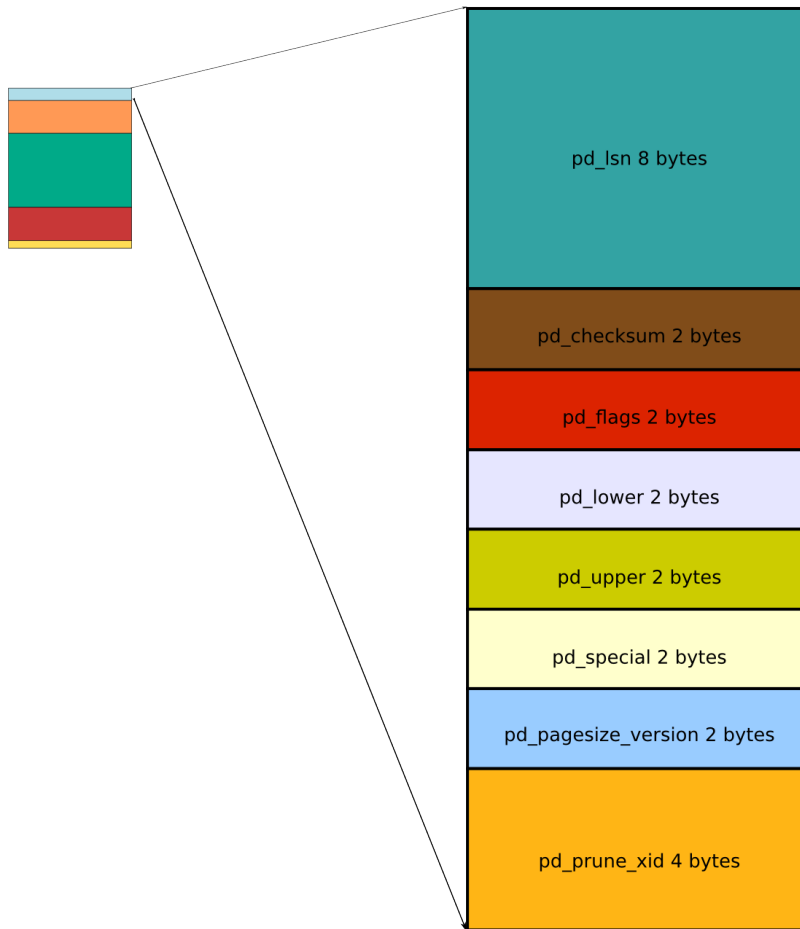 pd_lsn 8 bytes
pd_checksum 2 bytes
pd_flags 2 bytes
pd_lower 2 bytes
pd_upper 2 bytes
pd_special 2 bytes
pd_pagesize_version 2 bytes
pd_prune_xid 4 bytes